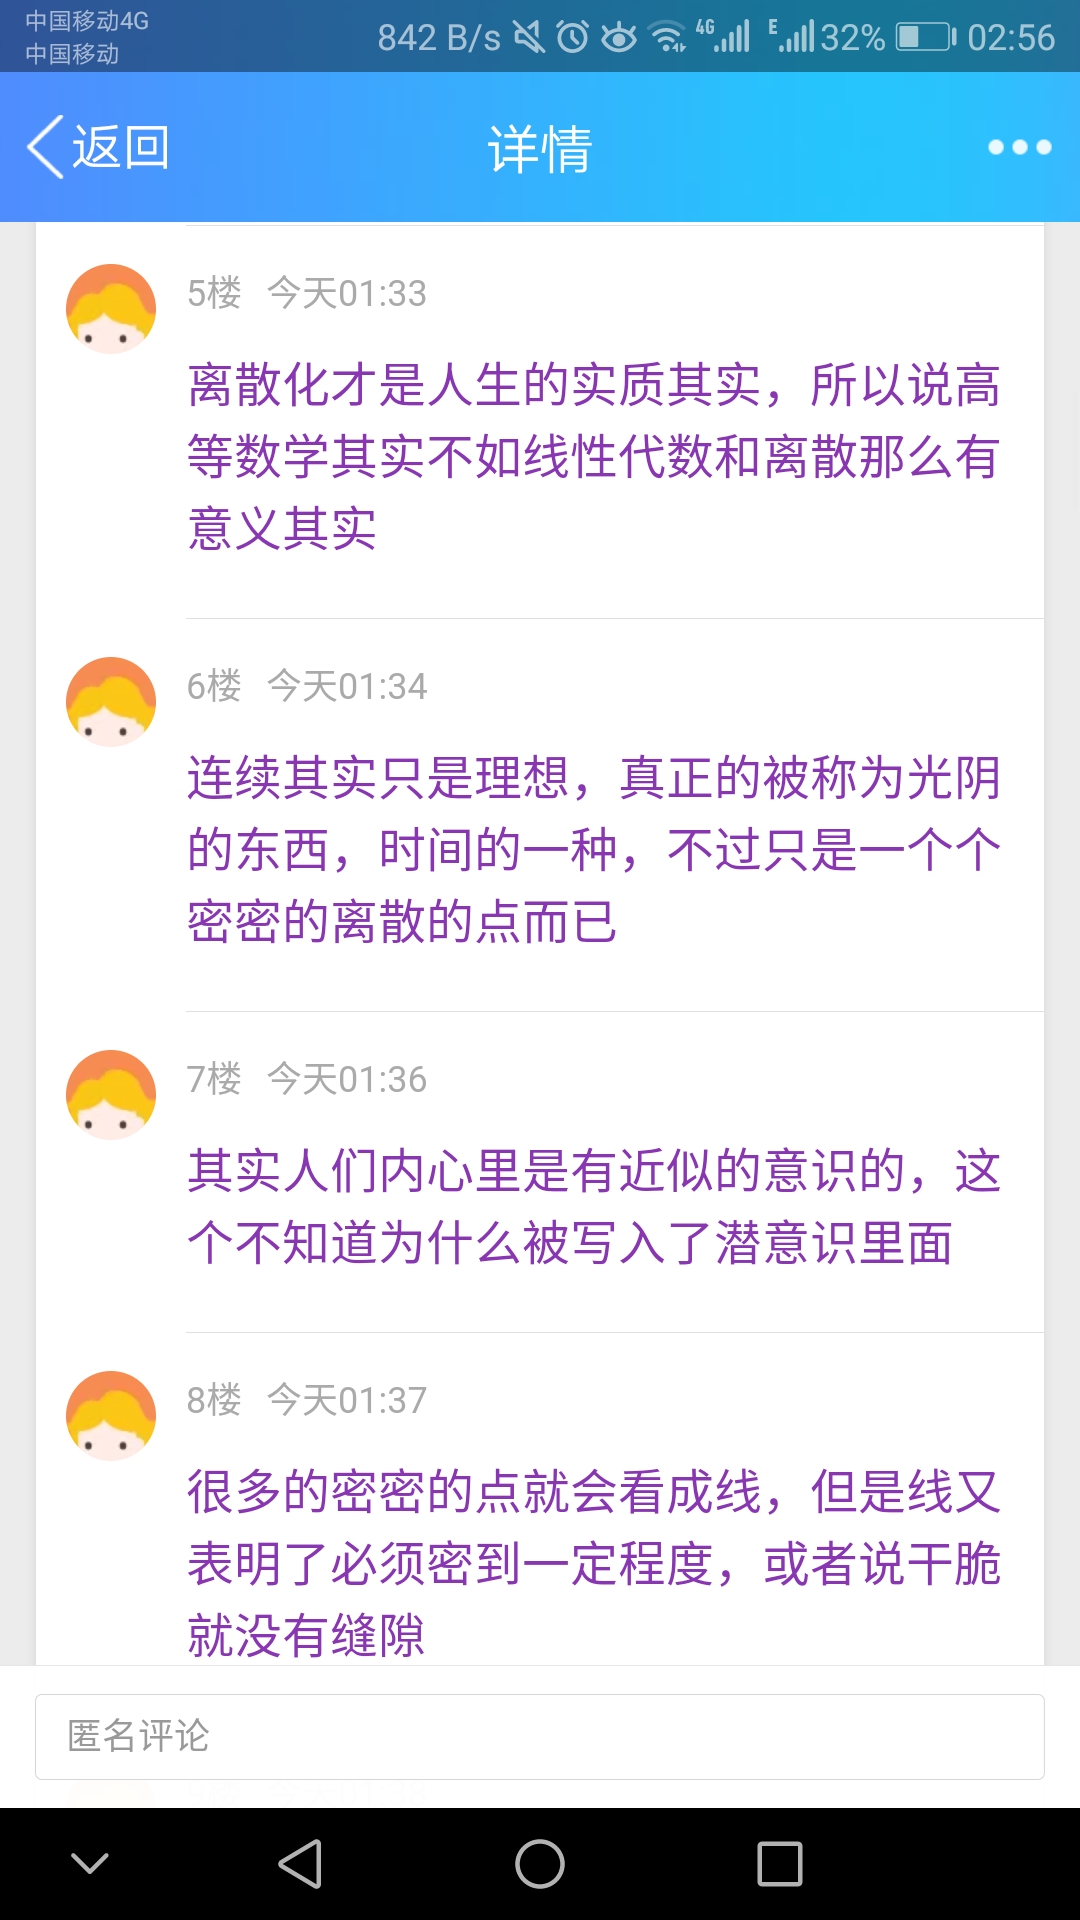 中国移动4G
中国移动
842 B/s 4G E 32% 02:56
返回 详情
5楼 今天01:33
离散化才是人生的实质其实，所以说高
等数学其实不如线性代数和离散那么有
意义其实
6楼 今天01:34
连续其实只是理想，真正的被称为光阴
的东西，时间的一种，不过只是一个个
密密的离散的点而已
7楼 今天01:36
其实人们内心里是有近似的意识的，这
个不知道为什么被写入了潜意识里面
8楼 今天01:37
很多的密密的点就会看成线，但是线又
表明了必须密到一定程度，或者说干脆
就没有缝隙
匿名评论